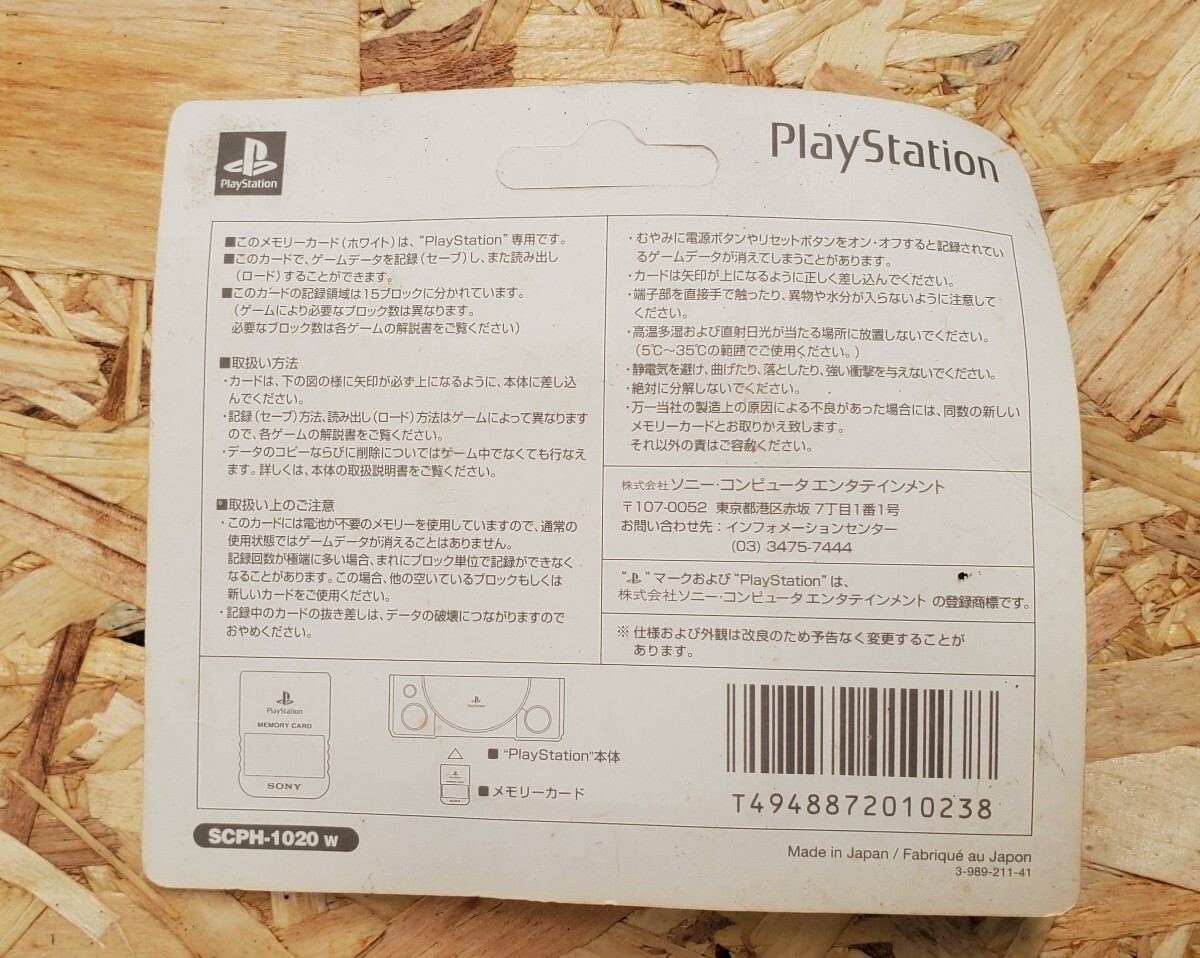 PlayStation
PlayStation
■このメモリーカード（ホワイト）は、“PlayStation”専用です。
■このカードで、ゲームデータを記録（セーブ）し、また読み出し
（ロード）することができます。
■このカードの記録領域は15ブロックに分かれています。
（ゲームにより必要なブロック数は異なります。
必要なブロック数は各ゲームの解説書をご覧ください）
■取扱い方法
・カードは、下の図の様に矢印が必ず上になるように、本体に差し込
んでください。
・記録（セーブ）方法、読み出し（ロード）方法はゲームによって異なります
ので、各ゲームの解説書をご覧ください。
・データのコピーならびに削除についてはゲーム中でなくても行なえ
ます。詳しくは、本体の取扱説明書をご覧ください。
■取扱い上のご注意
・このカードには電池が不要のメモリーを使用していますので、通常の
使用状態ではゲームデータが消えることはありません。
記録回数が極端に多い場合、まれにブロック単位で記録ができなく
なることがあります。この場合、他の空いているブロックもしくは
新しいカードをご使用ください。
・記録中のカードの抜き差しは、データの破壊につながりますので
おやめください。
・むやみに電源ボタンやリセットボタンをオン・オフすると記録されてい
るゲームデータが消えてしまうことがあります。
・カードは矢印が上になるように正しく差し込んでください。
・端子部を直接手で触ったり、異物や水分が入らないように注意して
ください。
・高温多湿および直射日光が当たる場所に放置しないでください。
（5℃～35℃の範囲でご使用ください。）
・静電気を避け、曲げたり、落としたり、強い衝撃を与えないでください。
・絶対に分解しないでください。
・万一当社の製造上の原因による不良があった場合には、同数の新しい
メモリーカードとお取りかえ致します。
それ以外の責はご容赦ください。
株式会社 ソニー・コンピュータ エンタテインメント
〒107-0052 東京都港区赤坂 7丁目1番1号
お問い合わせ先：インフォメーションセンター
(03) 3475-7444
“ ”マークおよび“PlayStation”は、
株式会社ソニー・コンピュータ エンタテインメント の登録商標です。
※ 仕様および外観は改良のため予告なく変更することが
あります。
PlayStation
MEMORY CARD
SONY
■“PlayStation”本体
■メモリーカード
T4948872010238
SCPH-1020 W
Made in Japan / Fabriqué au Japon
3-989-211-41